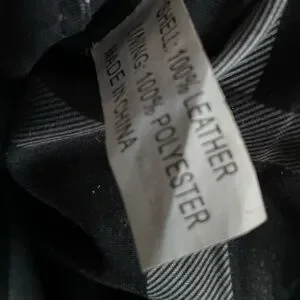 SHELL: 100% LEATHER
LINING: 100% POLYESTER
MADE IN CHINA